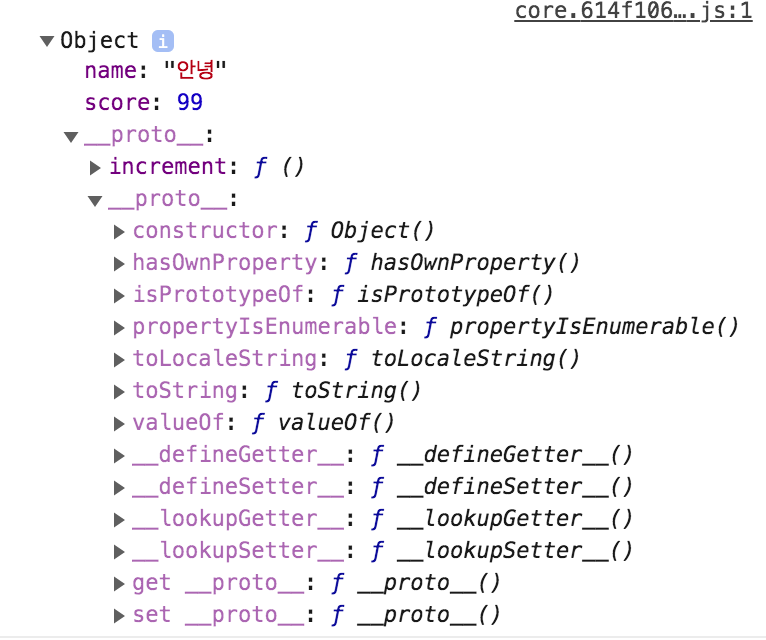 core.614f106….js:1
Object i
name: "안녕"
score: 99
__proto__:
increment: ƒ ()
__proto__:
constructor: ƒ Object()
hasOwnProperty: ƒ hasOwnProperty()
isPrototypeOf: ƒ isPrototypeOf()
propertyIsEnumerable: ƒ propertyIsEnumerable()
toLocaleString: ƒ toLocaleString()
toString: ƒ toString()
valueOf: ƒ valueOf()
__defineGetter__: ƒ __defineGetter__()
__defineSetter__: ƒ __defineSetter__()
__lookupGetter__: ƒ __lookupGetter__()
__lookupSetter__: ƒ __lookupSetter__()
get __proto__: ƒ __proto__()
set __proto__: ƒ __proto__()